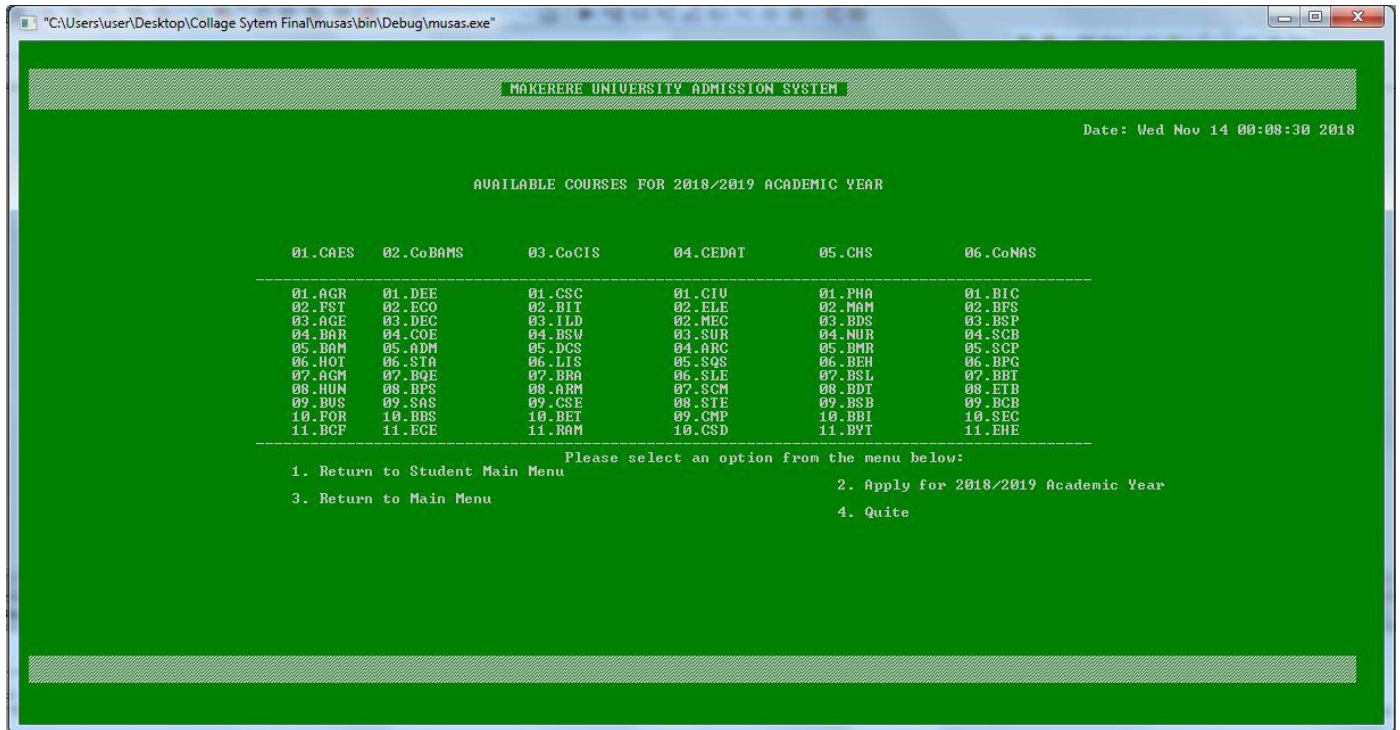 "C:\Users\user\Desktop\Collage Sytem Final\musas\bin\Debug\musas.exe"
MAKERERE UNIVERSITY ADMISSION SYSTEM
Date: Wed Nov 14 00:08:30 2018
AVAILABLE COURSES FOR 2018/2019 ACADEMIC YEAR
01.CAES 02.CoBAMS 03.CoCIS 04.CEDAT 05.CHS 06.CoNAS
01.AGR 01.DEE 01.CSC 01.CIV 01.PHA 01.BIC
02.FST 02.ECO 02.BIT 02.ELE 02.MAM 02.BFS
03.AGE 03.DEC 03.ILD 02.MEC 03.BDS 03.BSP
04.BAR 04.COE 04.BSW 03.SUR 04.NUR 04.SCB
05.BAM 05.ADM 05.DCS 04.ARC 05.BMR 05.SCP
06.HOT 06.STA 06.LIS 05.SQS 06.BEH 06.BPG
07.AGM 07.BQE 07.BRA 06.SLE 07.BSL 07.BBT
08.HUN 08.BPS 08.ARM 07.SCM 08.BDT 08.ETB
09.BVS 09.SAS 09.CSE 08.STE 09.BSB 09.BCB
10.FOR 10.BBS 10.BET 09.CMP 10.BBI 10.SEC
11.BCF 11.ECE 11.RAM 10.CSD 11.BYT 11.EHE
Please select an option from the menu below:
1. Return to Student Main Menu
2. Apply for 2018/2019 Academic Year
3. Return to Main Menu
4. Quite